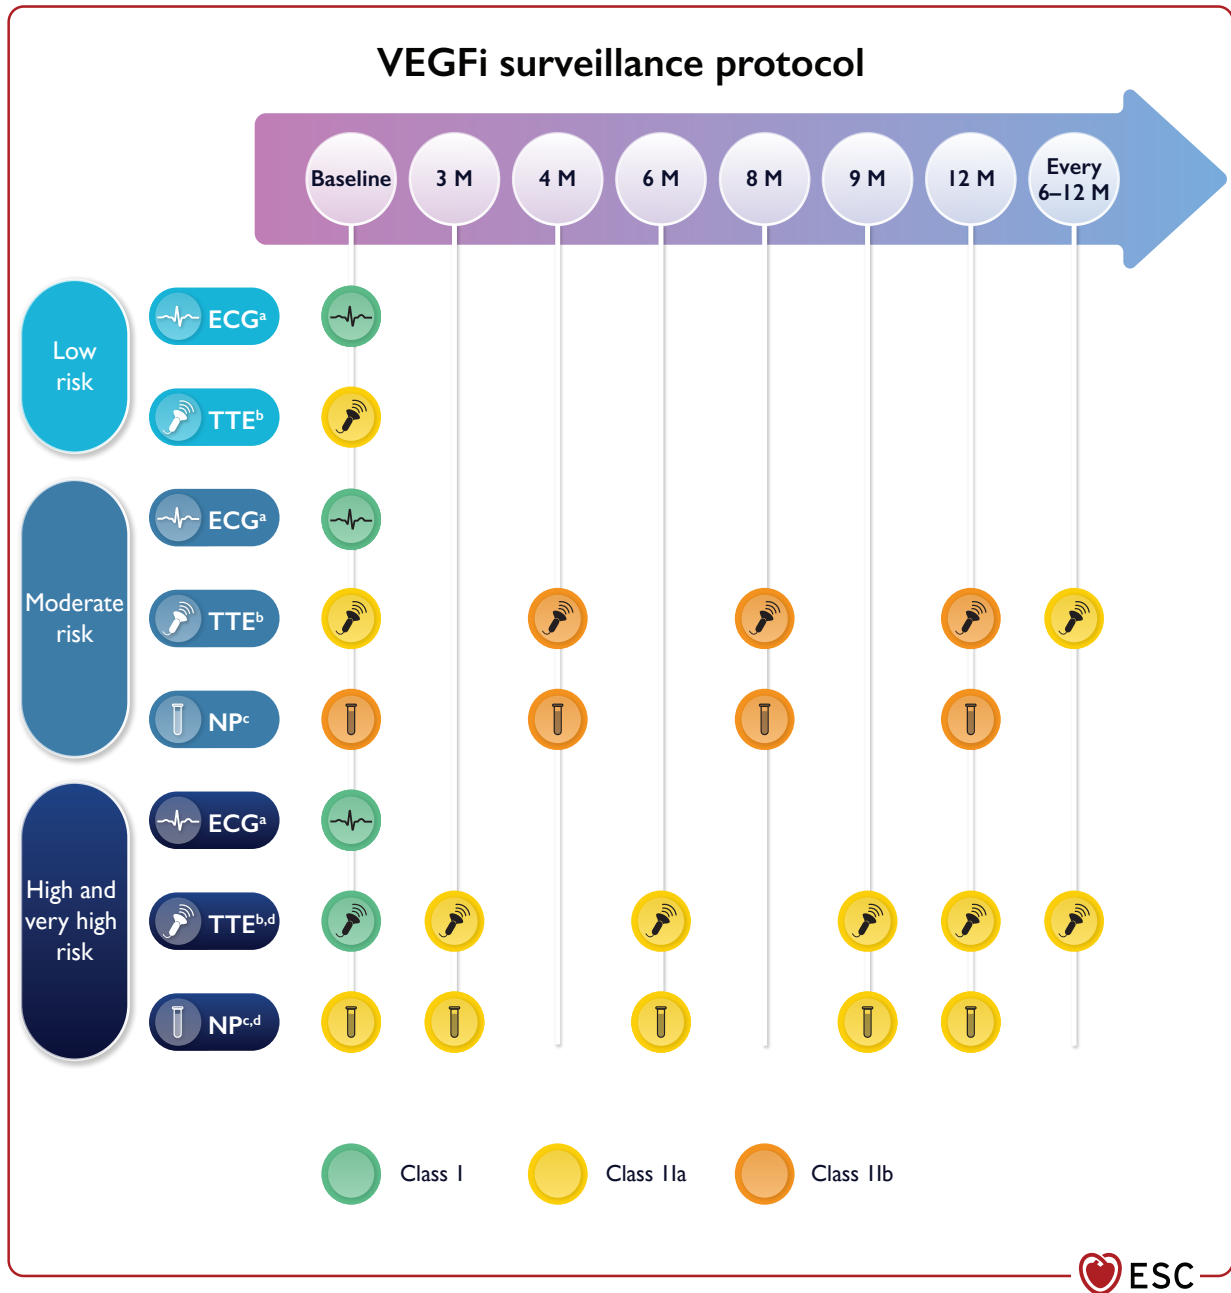 VEGFi surveillance protocol
Baseline
3 M
4 M
6 M
8 M
9 M
12 M
Every
6–12 M
Low
risk
ECGa
TTEb
Moderate
risk
ECGa
TTEb
NPc
High and
very high
risk
ECGa
TTEb,d
NPc,d
Class I
Class IIa
Class IIb
ESC